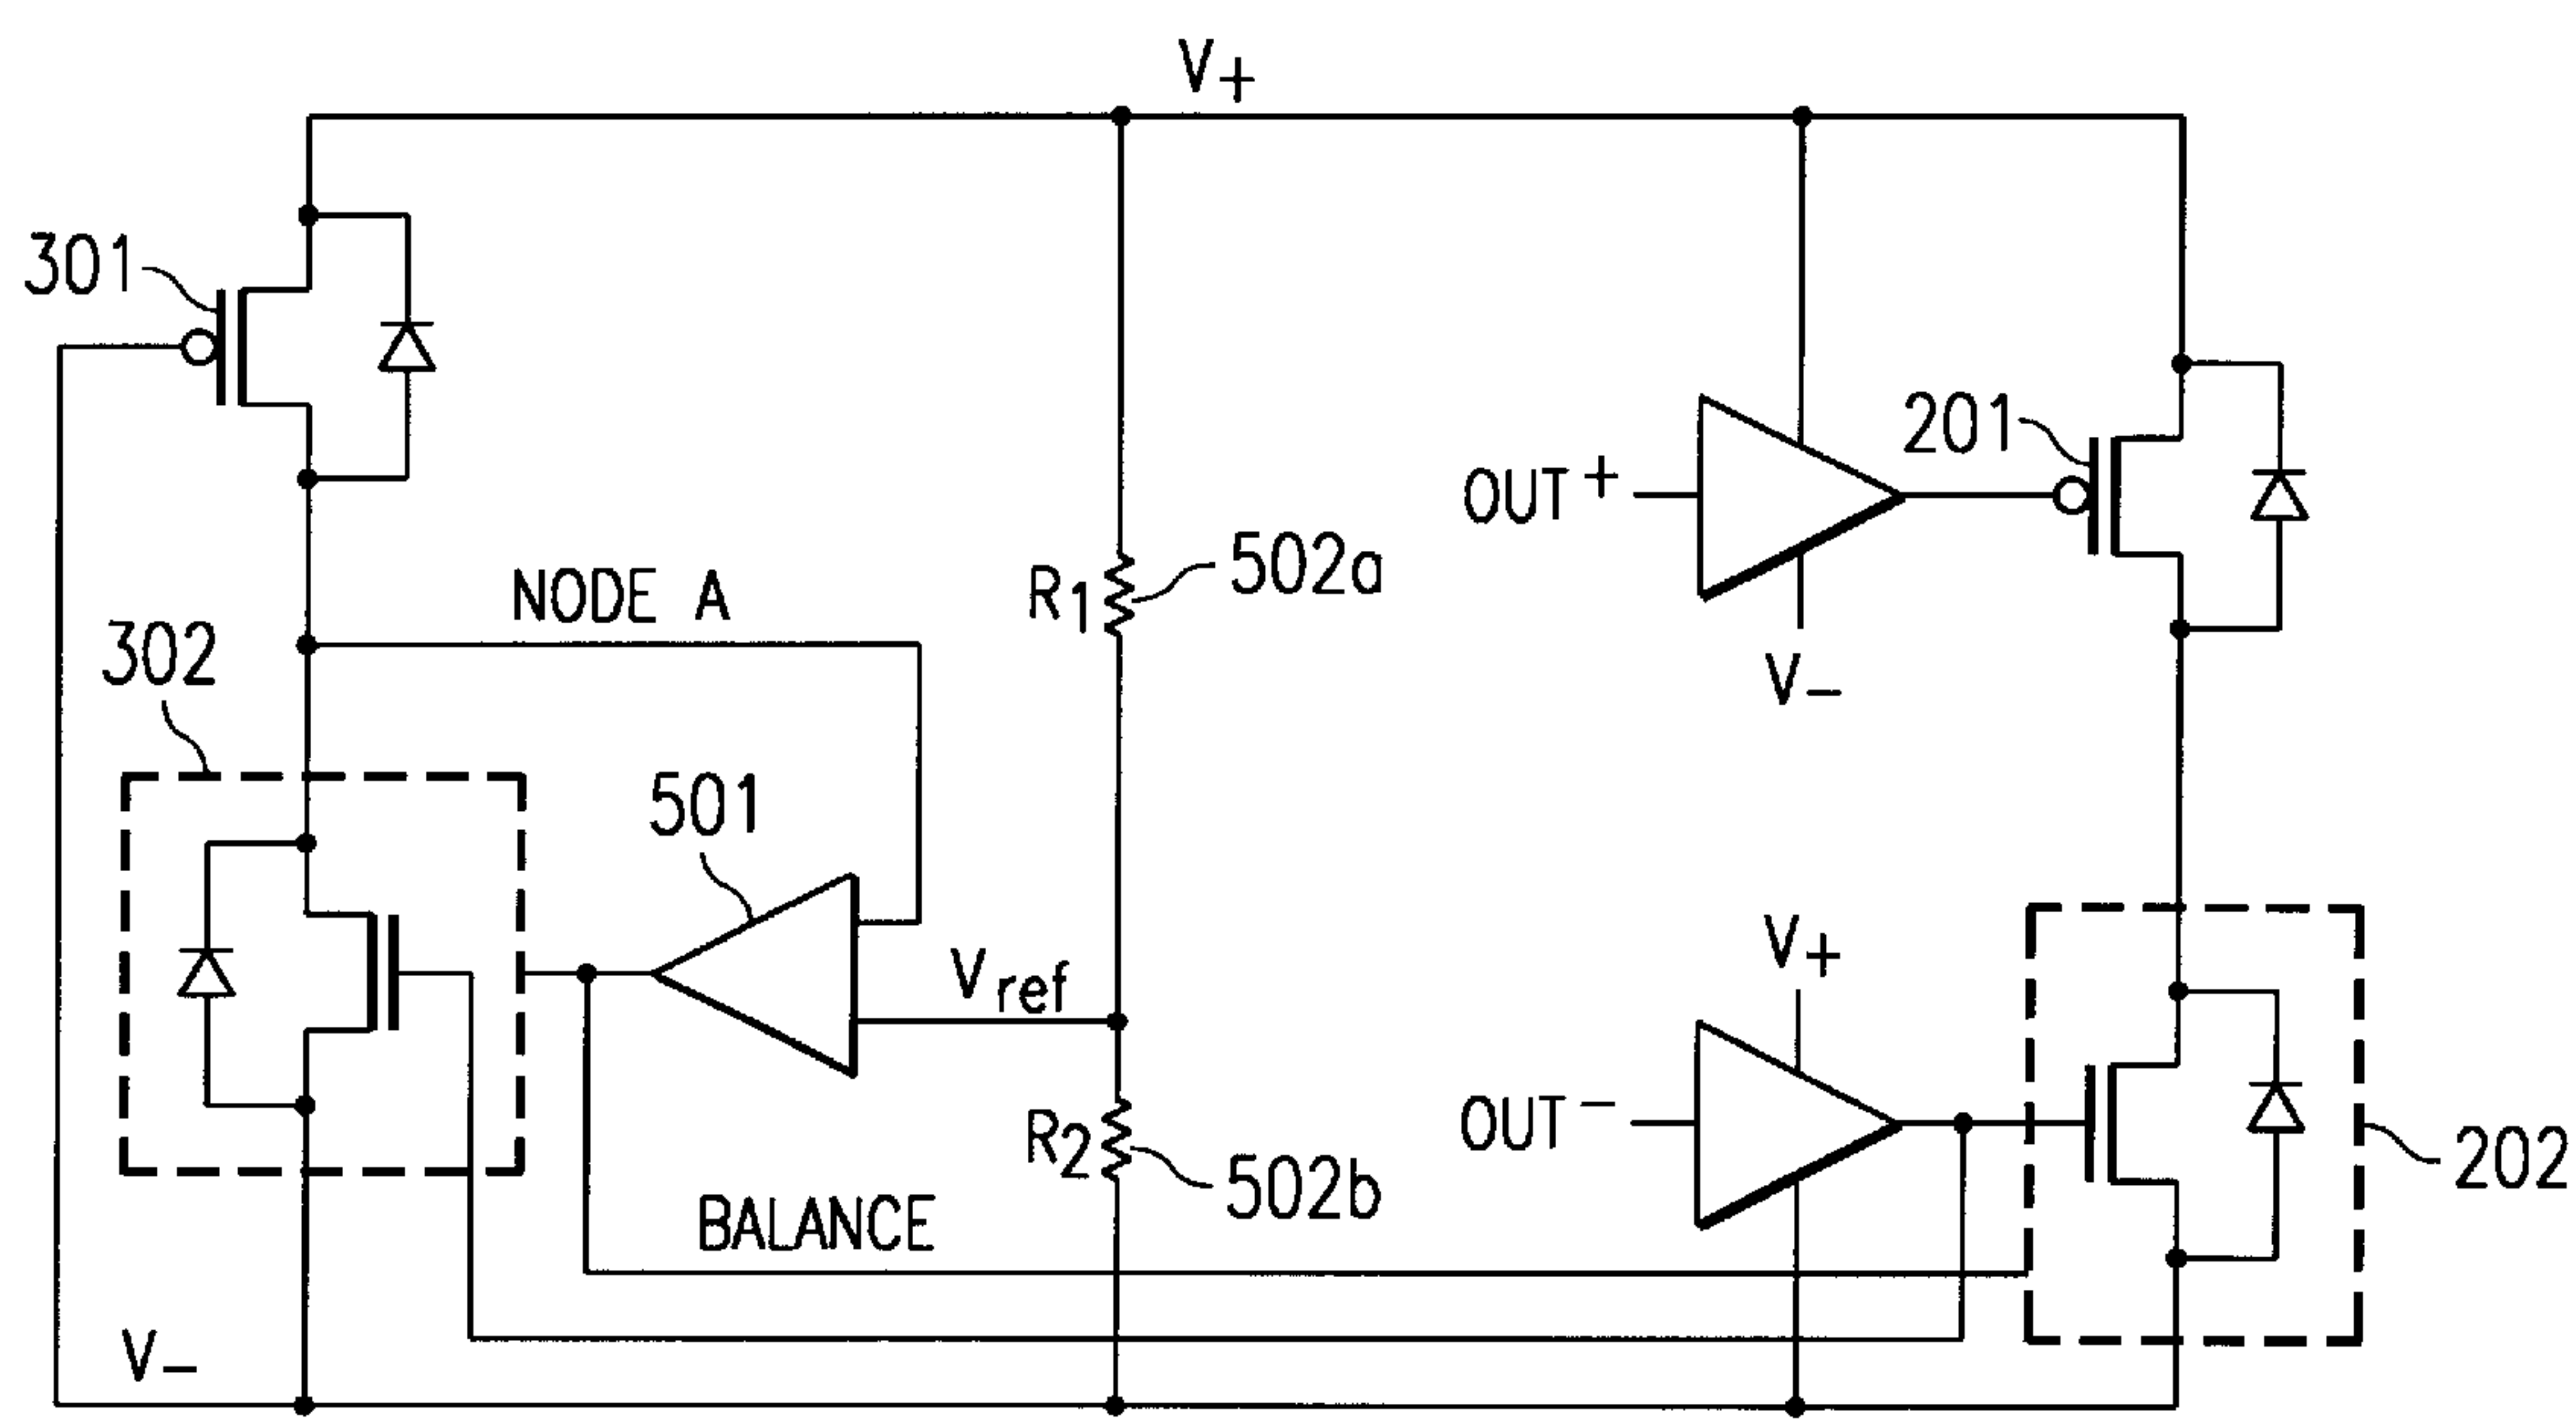 V+
301
201
OUT+
502a
R1
NODE A
302
V-
501
V+
Vref
OUT-
R2
502b
202
BALANCE
V-